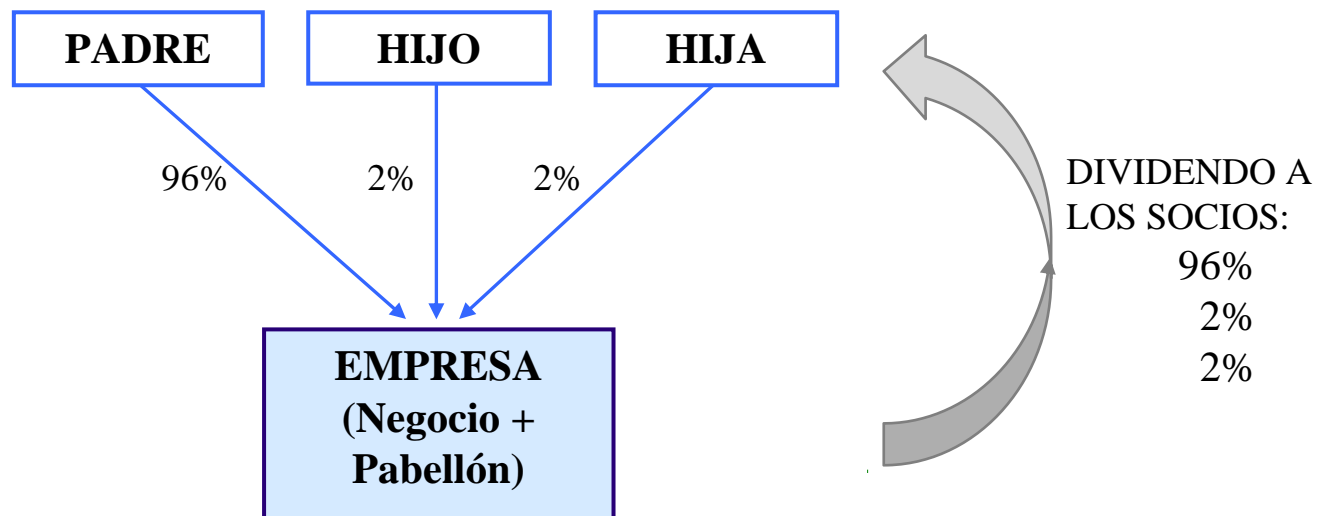 PADRE
HIJO
HIJA
96%
2%
2%
EMPRESA
(Negocio +
Pabellón)
DIVIDENDO A
LOS SOCIOS:
96%
2%
2%